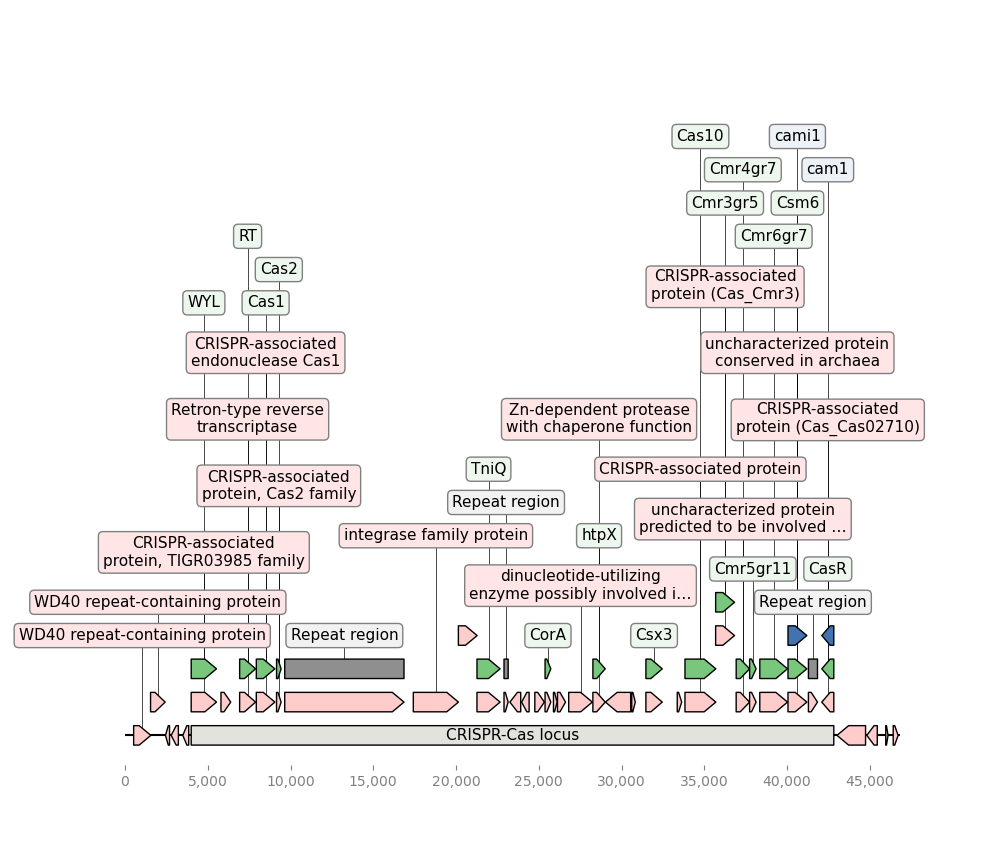 Cas10
cami1
Cmr4gr7
cam1
Cmr3gr5
Csm6
RT
Cmr6gr7
Cas2
CRISPR-associated
protein (Cas_Cmr3)
WYL
Cas1
CRISPR-associated
endonuclease Cas1
uncharacterized protein
conserved in archaea
Retron-type reverse
transcriptase
Zn-dependent protease
with chaperone function
CRISPR-associated
protein (Cas_Cas02710)
TniQ
CRISPR-associated protein
CRISPR-associated
protein, Cas2 family
Repeat region
uncharacterized protein
predicted to be involved ...
integrase family protein
htpX
CRISPR-associated
protein, TIGR03985 family
Cmr5gr11
CasR
dinucleotide-utilizing
enzyme possibly involved i...
WD40 repeat-containing protein
Repeat region
WD40 repeat-containing protein
Repeat region
CorA
Csx3
CRISPR-Cas locus
0
5,000
10,000
15,000
20,000
25,000
30,000
35,000
40,000
45,000